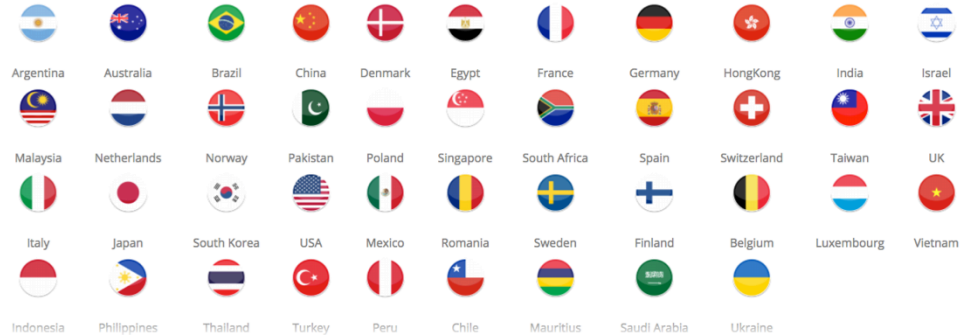 Argentina Australia Brazil China Denmark Egypt France Germany HongKong India Israel
Malaysia Netherlands Norway Pakistan Poland Singapore South Africa Spain Switzerland Taiwan UK
Italy Japan South Korea USA Mexico Romania Sweden Finland Belgium Luxembourg Vietnam
Indonesia Philippines Thailand Turkey Peru Chile Mauritius Saudi Arabia Ukraine